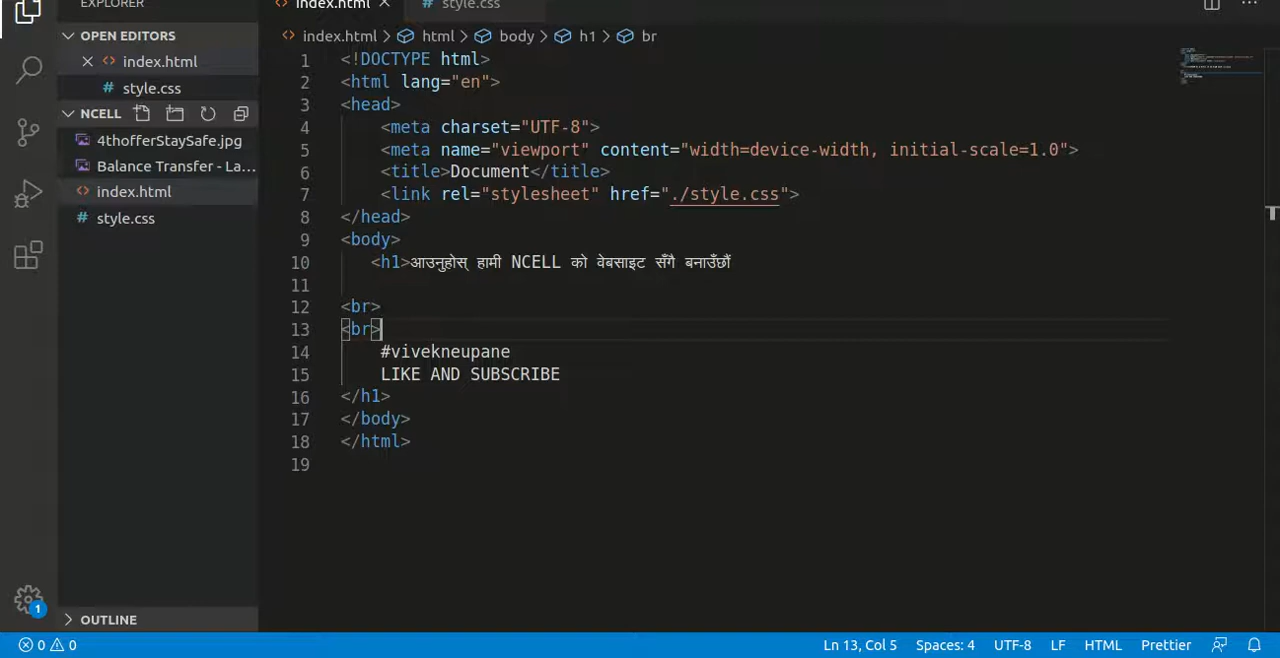 EXPLORER
index.html
style.css
OPEN EDITORS
index.html
style.css
NCELL
4thofferStaySafe.jpg
Balance Transfer - La...
index.html
style.css
OUTLINE
index.html > html > body > h1 > br
1 <!DOCTYPE html>
2 <html lang="en">
3 <head>
4 <meta charset="UTF-8">
5 <meta name="viewport" content="width=device-width, initial-scale=1.0">
6 <title>Document</title>
7 <link rel="stylesheet" href="./style.css">
8 </head>
9 <body>
10 <h1>आउनुहोस् हामी NCELL को वेबसाइट सँगै बनाउँछौं
11
12 <br>
13 <br>
14 #vivekneupane
15 LIKE AND SUBSCRIBE
16 </h1>
17 </body>
18 </html>
19
1
0 0
Ln 13, Col 5
Spaces: 4
UTF-8
LF
HTML
Prettier